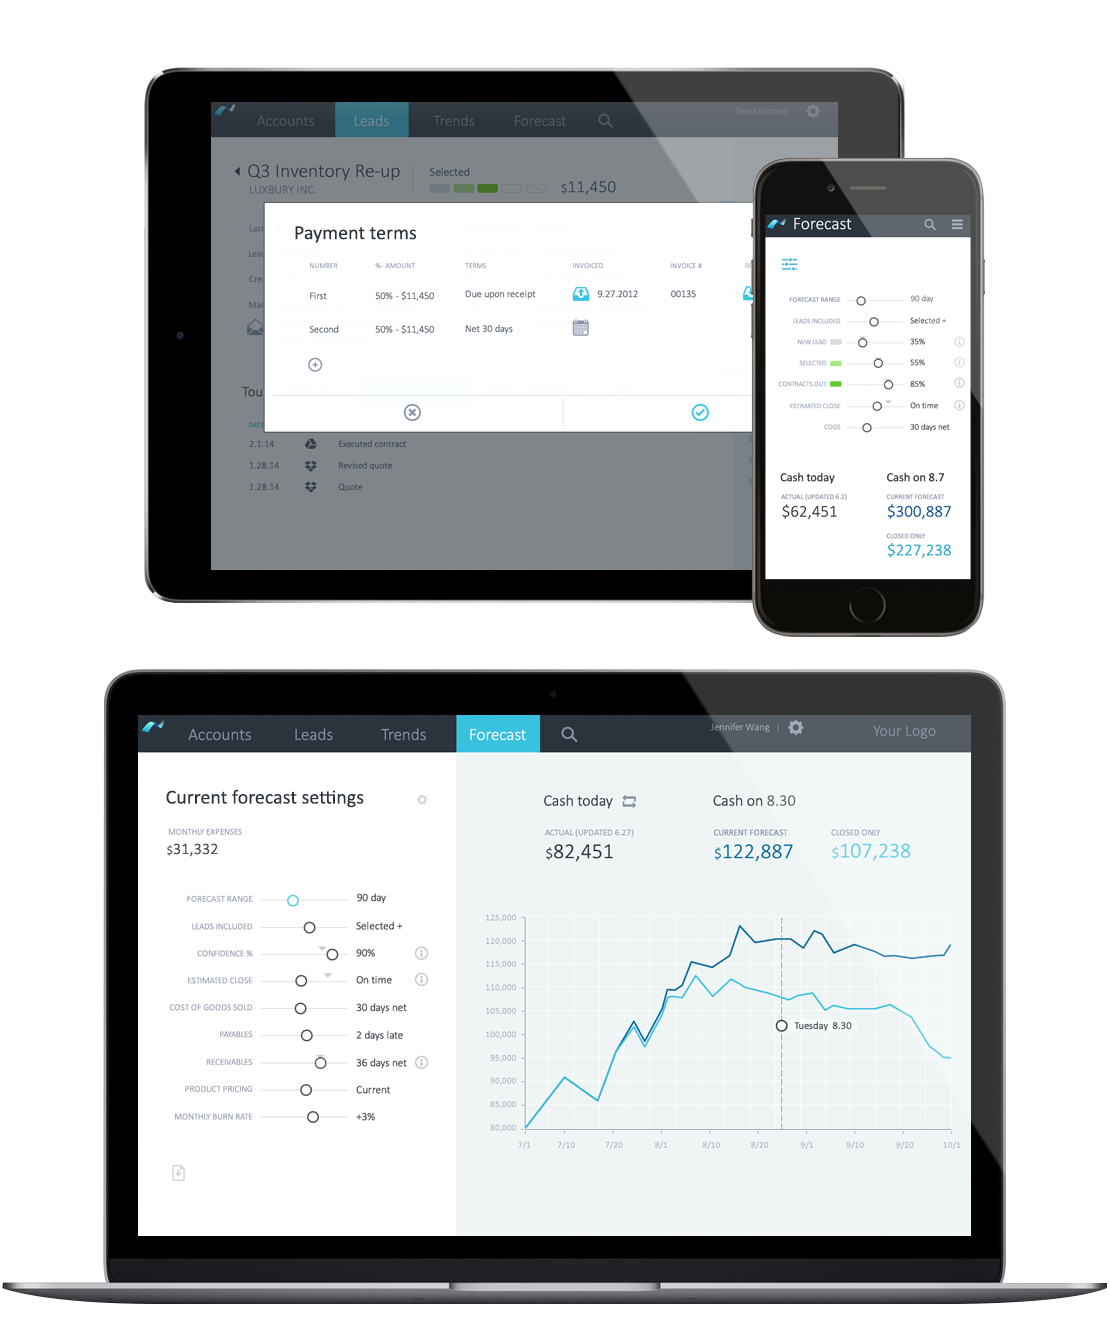 Accounts Leads Trends Forecast
David Ramsay |
Q3 Inventory Re-up
LUXBURY INC.
Selected
$11,450
Payment terms
NUMBER %- AMOUNT TERMS INVOICED INVOICE # RE
First 50% - $11,450 Due upon receipt 9.27.2012 00135
Second 50% - $11,450 Net 30 days
Last
Lea
Cre
Mai
Tou
DATE
2.1.14 Executed contract
1.28.14 Revised quote
1.28.14 Quote
Forecast
FORECAST RANGE 90 day
LEADS INCLUDED Selected +
NEW LEAD 35%
SELECTED 55%
CONTRACTS OUT 85%
ESTIMATED CLOSE On time
COGS 30 days net
Cash today Cash on 8.7
ACTUAL (UPDATED 6.2) CURRENT FORECAST
$62,451 $300,887
CLOSED ONLY
$227,238
Accounts Leads Trends Forecast
Jennifer Wang |
Your Logo
Current forecast settings
MONTHLY EXPENSES
$31,332
FORECAST RANGE 90 day
LEADS INCLUDED Selected +
CONFIDENCE % 90%
ESTIMATED CLOSE On time
COST OF GOODS SOLD 30 days net
PAYABLES 2 days late
RECEIVABLES 36 days net
PRODUCT PRICING Current
MONTHLY BURN RATE +3%
Cash today Cash on 8.30
ACTUAL (UPDATED 6.27) CURRENT FORECAST CLOSED ONLY
$82,451 $122,887 $107,238
125,000
120,000
115,000
110,000
105,000
100,000
95,000
90,000
85,000
80,000
Tuesday 8.30
7/1 7/10 7/20 8/1 8/10 8/20 9/1 9/10 9/20 10/1